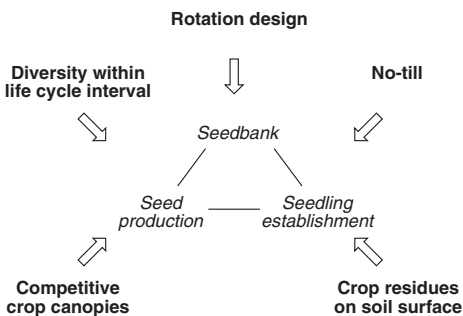 Rotation design
Diversity within
life cycle interval
No-till
Seedbank
Seed
production
Seedling
establishment
Competitive
crop canopies
Crop residues
on soil surface